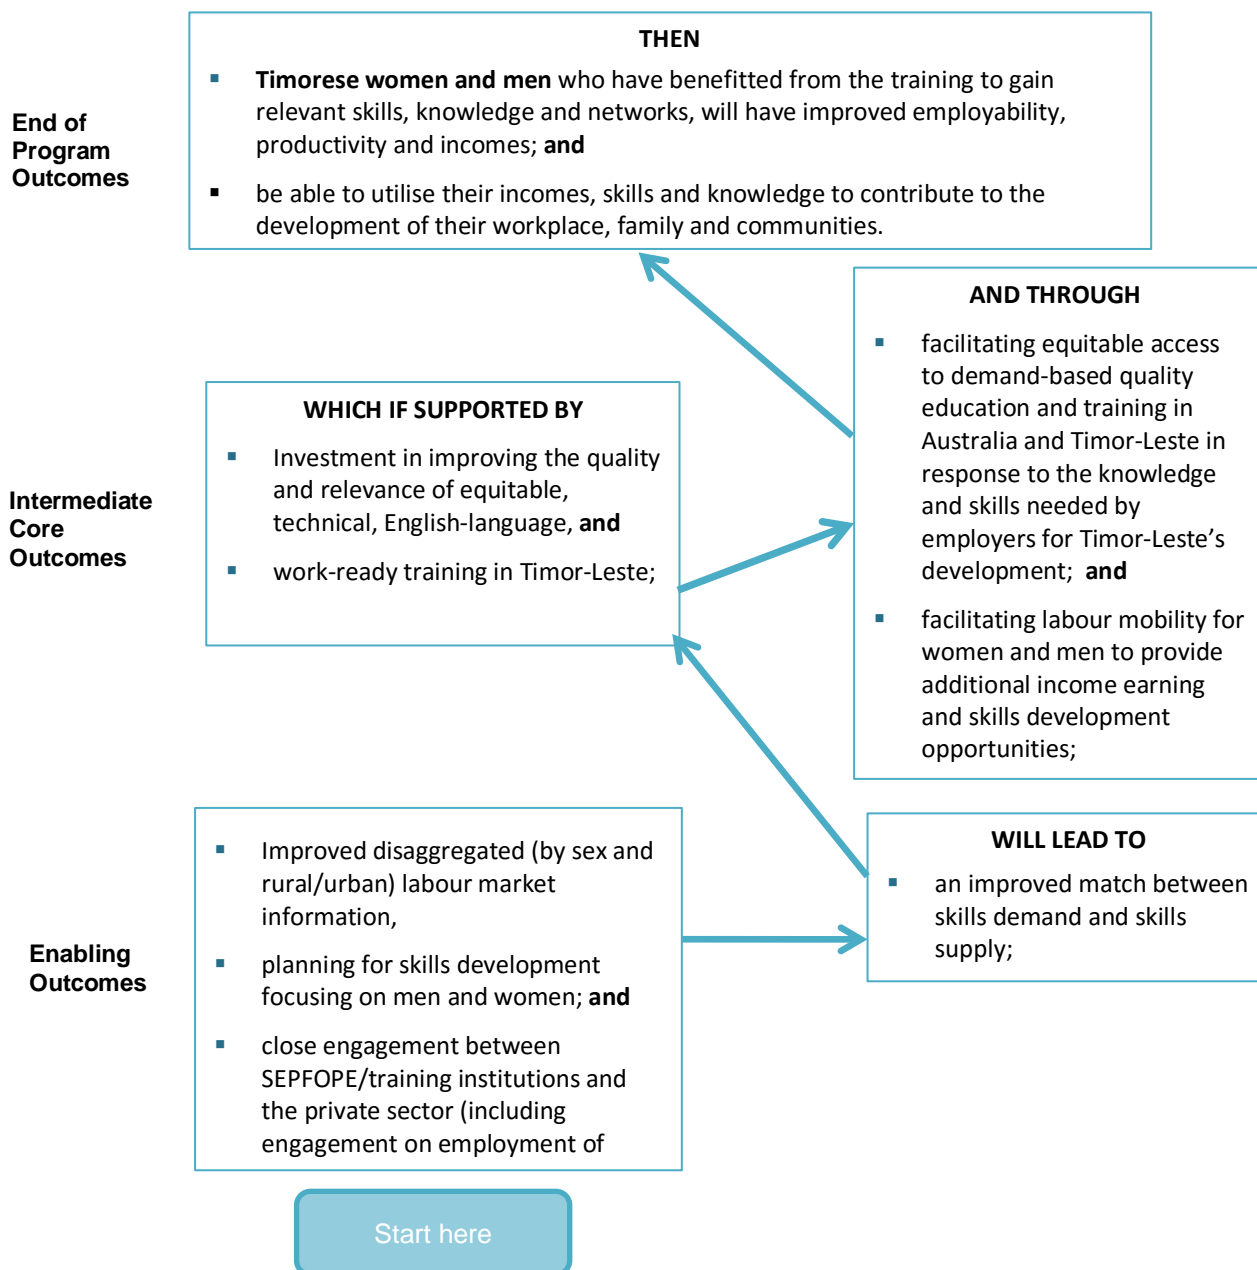 THEN
▪ Timorese women and men who have benefitted from the training to gain
relevant skills, knowledge and networks, will have improved employability,
productivity and incomes; and
▪ be able to utilise their incomes, skills and knowledge to contribute to the
development of their workplace, family and communities.
End of
Program
Outcomes
AND THROUGH
▪ facilitating equitable access
to demand-based quality
education and training in
Australia and Timor-Leste in
response to the knowledge
and skills needed by
employers for Timor-Leste’s
development; and
▪ facilitating labour mobility for
women and men to provide
additional income earning
and skills development
opportunities;
WHICH IF SUPPORTED BY
▪ Investment in improving the quality
and relevance of equitable,
technical, English-language, and
▪ work-ready training in Timor-Leste;
Intermediate
Core
Outcomes
▪ Improved disaggregated (by sex and
rural/urban) labour market
information,
▪ planning for skills development
focusing on men and women; and
▪ close engagement between
SEPFOPE/training institutions and
the private sector (including
engagement on employment of
WILL LEAD TO
▪ an improved match between
skills demand and skills
supply;
Enabling
Outcomes
Start here